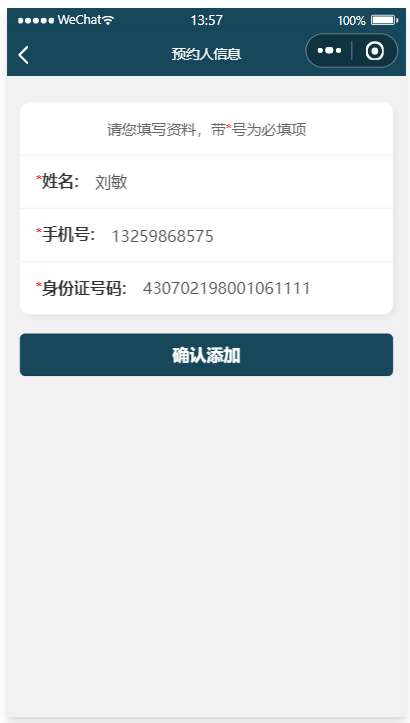 WeChat 13:57 100%
预约人信息
请您填写资料，带*号为必填项
*姓名: 刘敏
*手机号: 13259868575
*身份证号码: 430702198001061111
确认添加